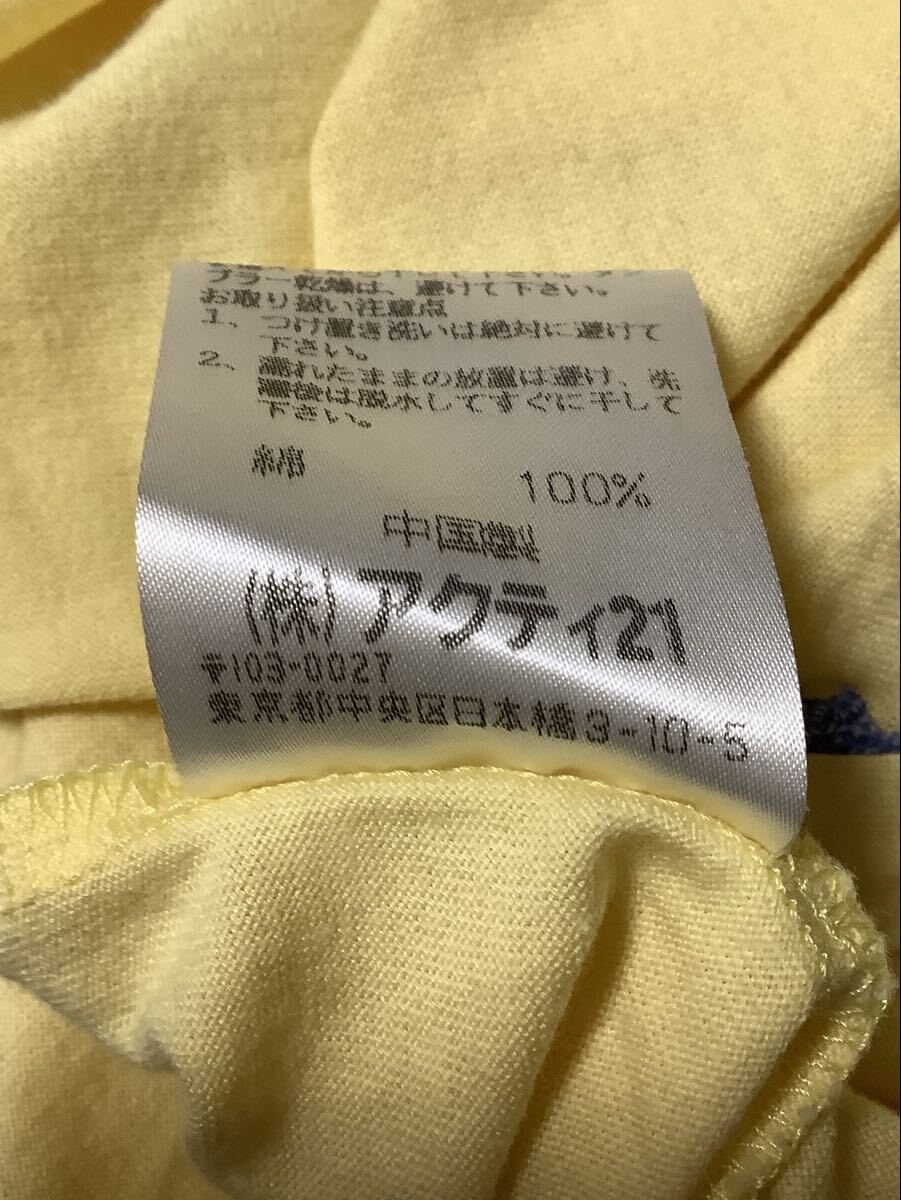 ブラー乾燥は、避けて下さい。
お取り扱い注意点
1、つけ置き洗いは絶対に避けて
下さい。
2、濡れたままの放置は避け、洗
濯後は脱水してすぐに干して
下さい。
綿 100%
中国製
(株)アクティ21
〒103-0027
東京都中央区日本橋3-10-5